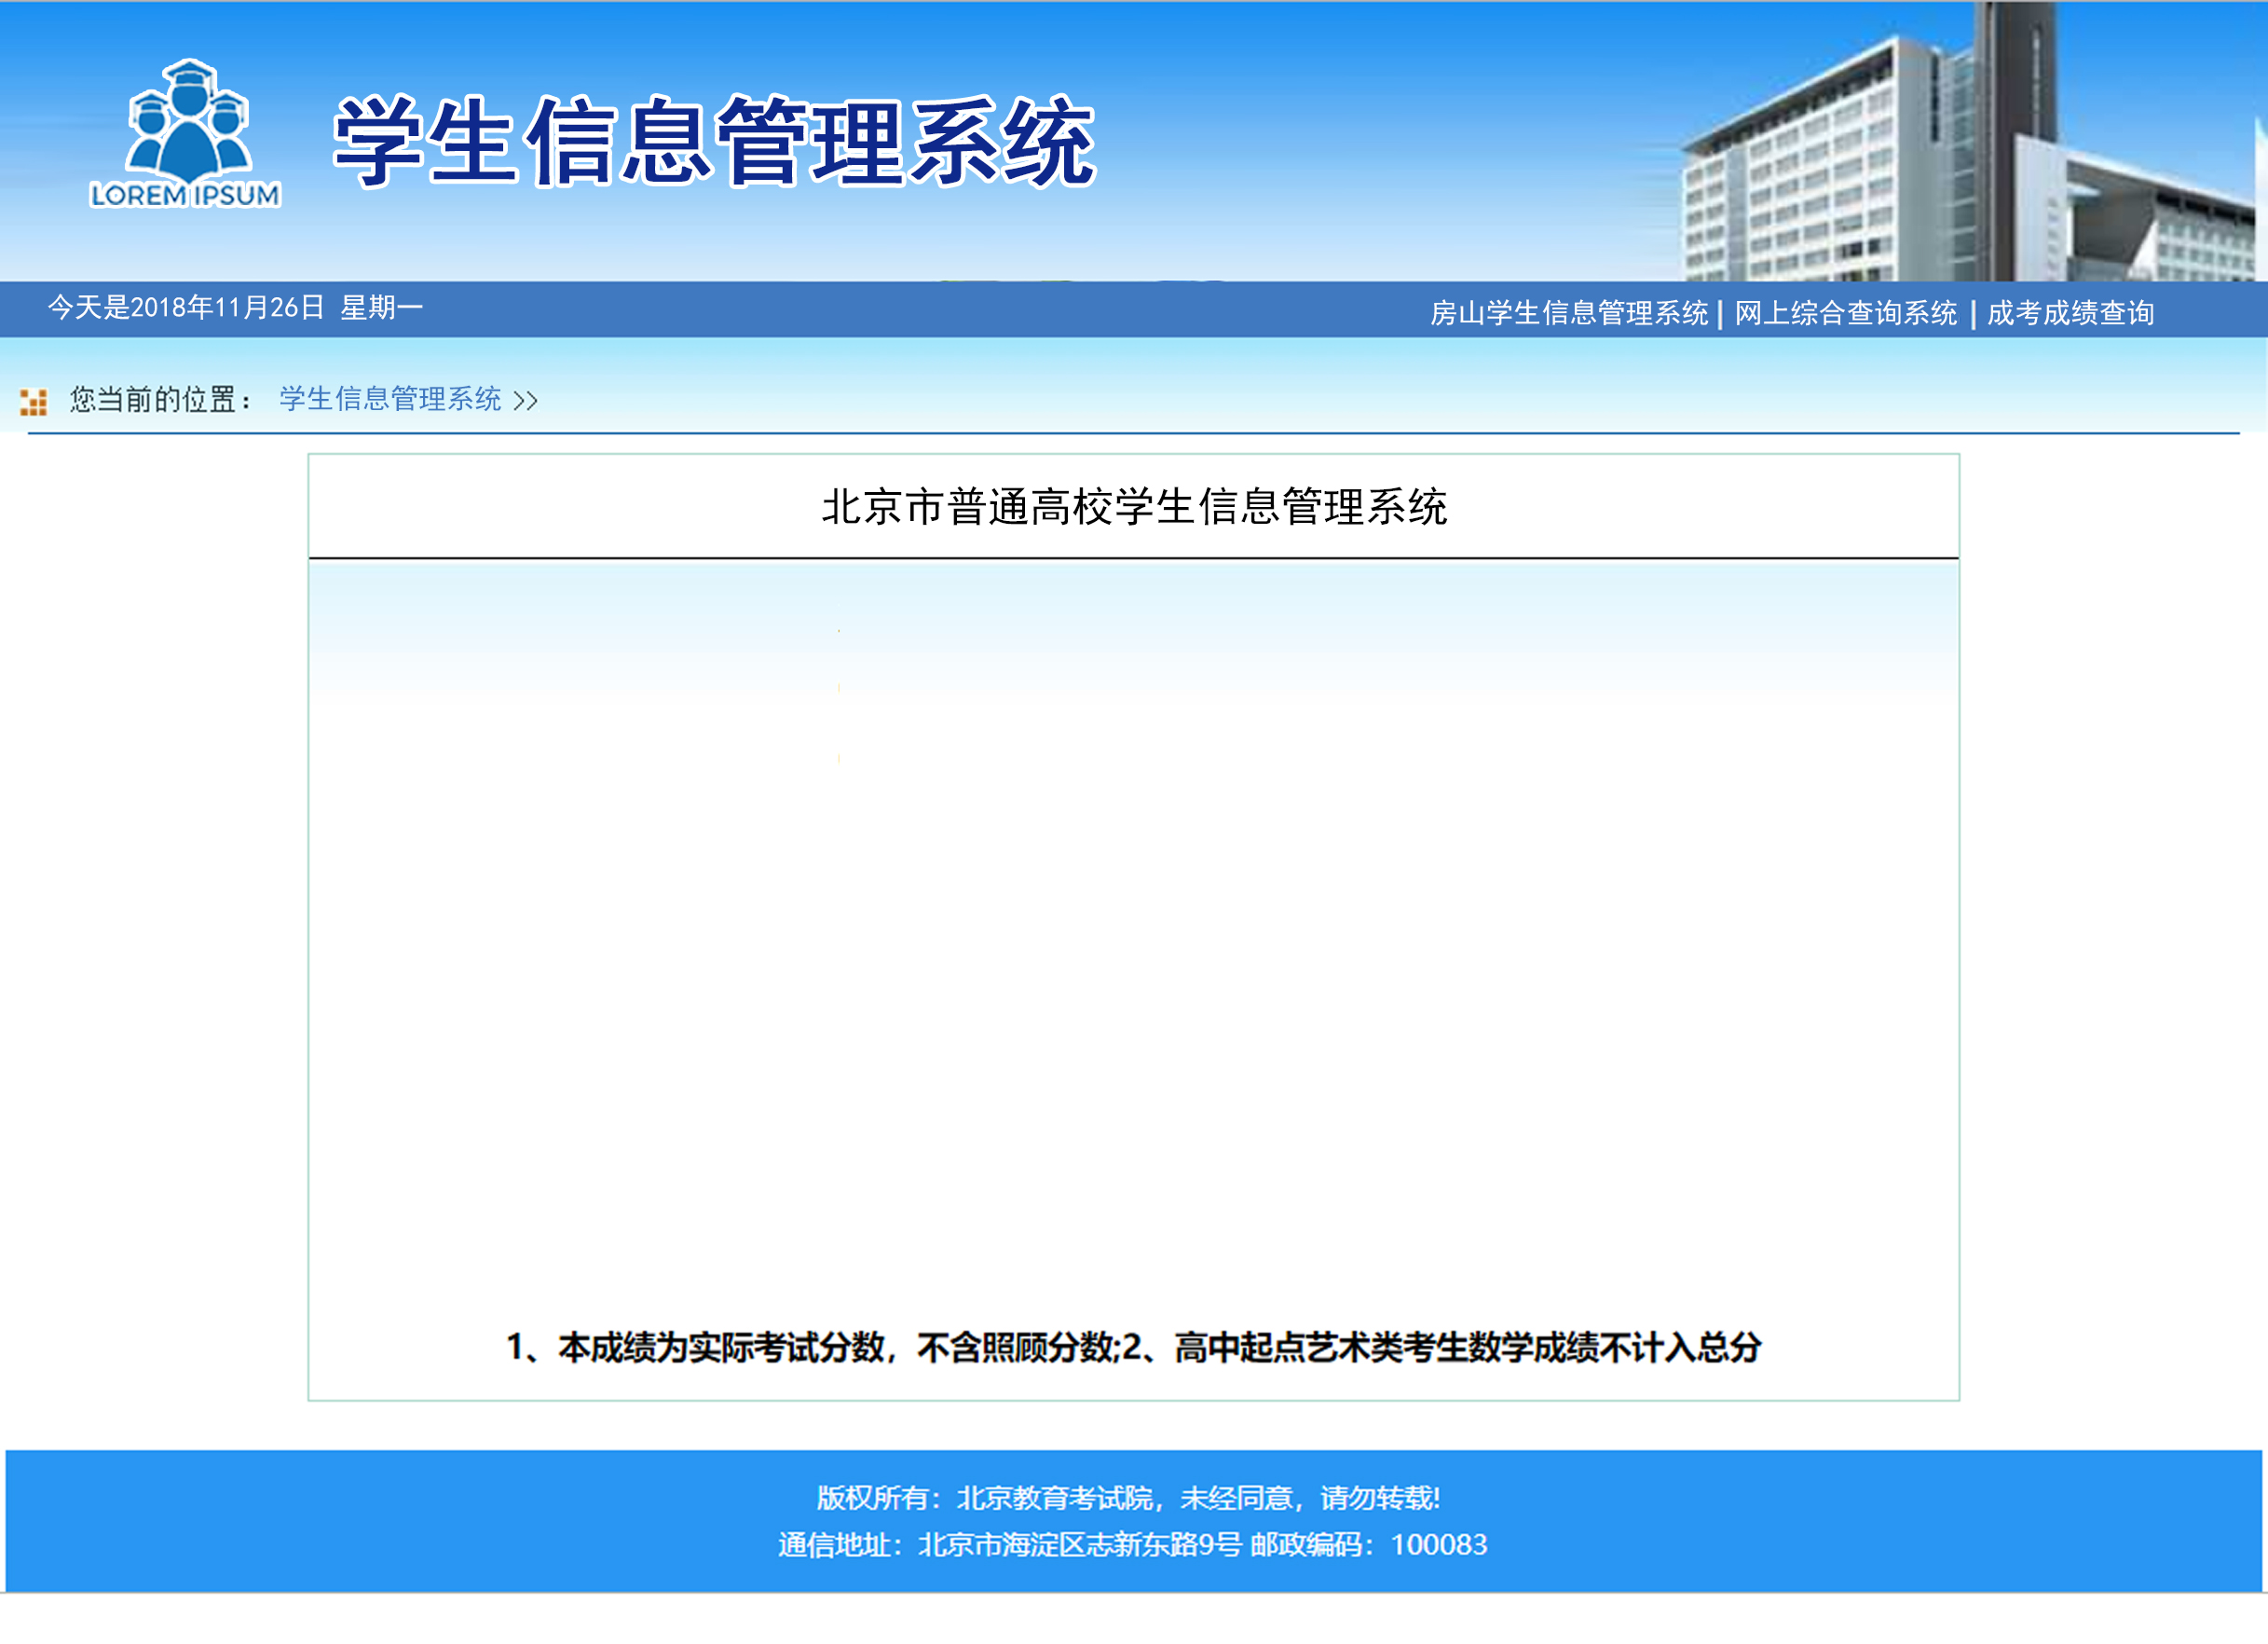 LOREM IPSUM
学生信息管理系统
今天是2018年11月26日 星期一
房山学生信息管理系统 | 网上综合查询系统 | 成考成绩查询
您当前的位置： 学生信息管理系统 >>
北京市普通高校学生信息管理系统
1、本成绩为实际考试分数，不含照顾分数;2、高中起点艺术类考生数学成绩不计入总分
版权所有：北京教育考试院，未经同意，请勿转载!
通信地址：北京市海淀区志新东路9号 邮政编码：100083